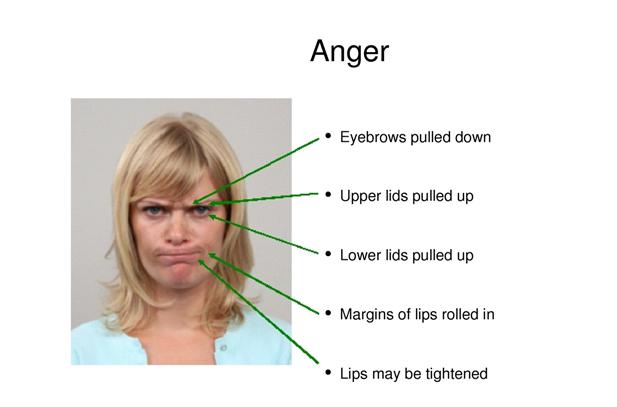 Anger
• Eyebrows pulled down
• Upper lids pulled up
• Lower lids pulled up
• Margins of lips rolled in
• Lips may be tightened